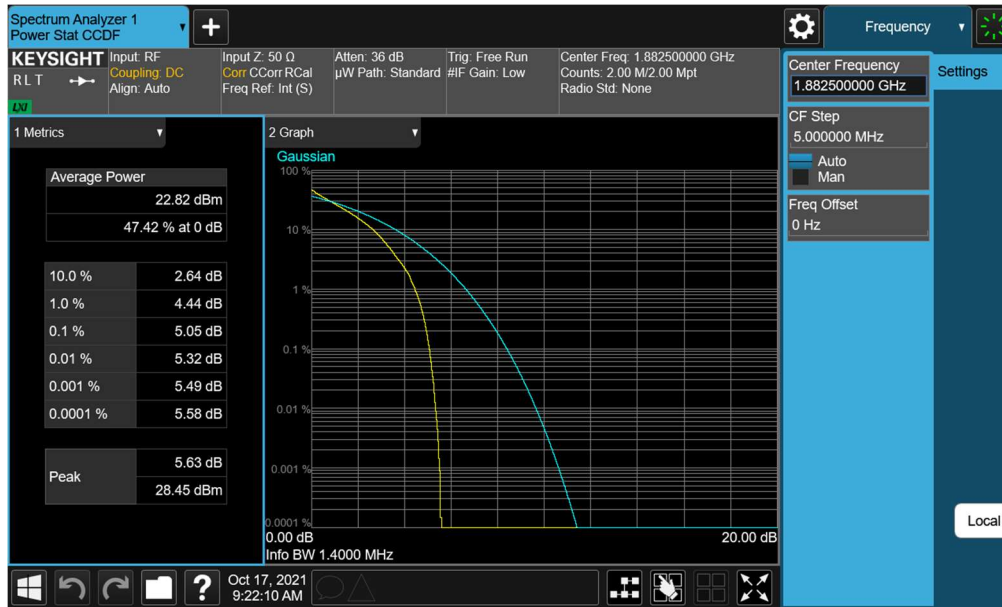 Spectrum Analyzer 1
Power Stat CCDF
Frequency
KEYSIGHT
R L T
LXI
Input: RF
Coupling: DC
Align: Auto
Input Z: 50 Ω
Corr CCorr RCal
Freq Ref: Int (S)
Atten: 36 dB
µW Path: Standard
Trig: Free Run
#IF Gain: Low
Center Freq: 1.882500000 GHz
Counts: 2.00 M/2.00 Mpt
Radio Std: None
Center Frequency
1.882500000 GHz
Settings
CF Step
5.000000 MHz
Auto
Man
Freq Offset
0 Hz
Local
1 Metrics
Average Power
22.82 dBm
47.42 % at 0 dB
10.0 % 2.64 dB
1.0 % 4.44 dB
0.1 % 5.05 dB
0.01 % 5.32 dB
0.001 % 5.49 dB
0.0001 % 5.58 dB
Peak
5.63 dB
28.45 dBm
2 Graph
Gaussian
100 %
10 %
1 %
0.1 %
0.01 %
0.001 %
0.0001 %
0.00 dB 20.00 dB
Info BW 1.4000 MHz
Oct 17, 2021
9:22:10 AM